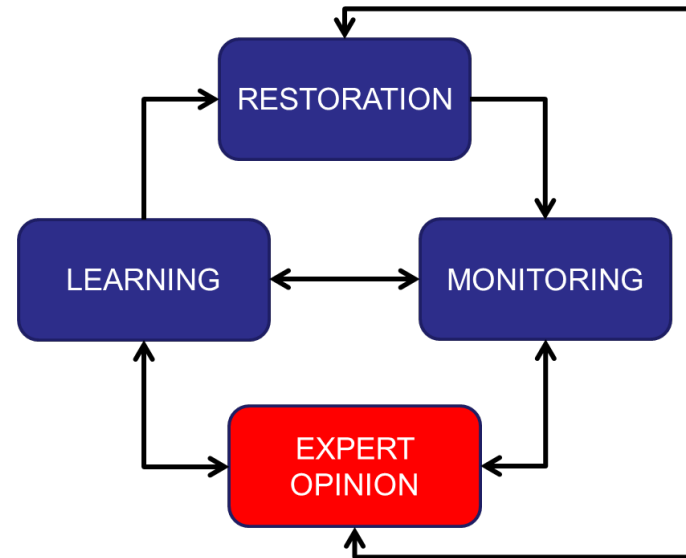 RESTORATION
LEARNING
MONITORING
EXPERT
OPINION